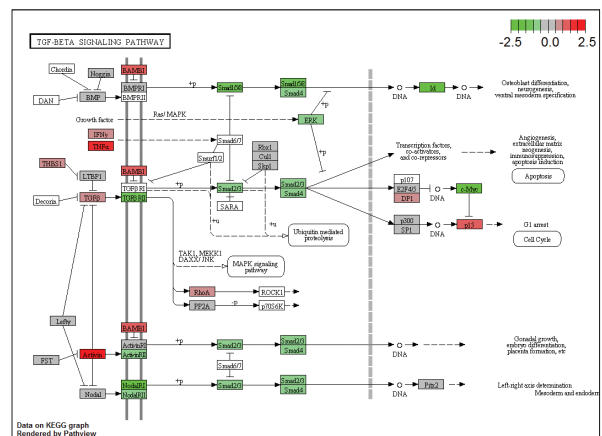 TGF-BETA SIGNALING PATHWAY
-2.5 0.0 2.5
Chordin
Noggin
BAMBI
DAN
BMP
BMPRI
BMPRII
+p
Smad1/5/8
Smad1/5/8
Smad4
DNA
Id
Osteoblast differentiation,
neurogenesis,
ventral mesoderm specification
Growth factor
Ras/ MAPK
ERK
IFNγ
TNFα
Smad6/7
Rbx1
Cul1
Skp1
+p
Smurf1/2
THBS1
LTBP1
BAMBI
Decorin
TGFβ
TGFβRI
TGFβRII
+p
Smad2/3
SARA
Smad2/3
Smad4
+u
+u
Transcription factors,
co-activators,
and co-repressors
Angiogenesis,
extracellular matrix
neogenesis,
immunosuppression,
apoptosis induction
Apoptosis
p107
E2F4/5
DP1
DNA
c-Myc
p300
SP1
DNA
p15
G1 arrest
Cell Cycle
Ubiquitin mediated
proteolysis
TAK1, MEKK1
DAXX/ JNK
MAPK signaling
pathway
RhoA
ROCK1
PP2A
-p
p70S6K
Lefty
FST
Activin
BAMBI
ActivinRI
ActivinRII
+p
Smad2/3
Smad2/3
Smad4
DNA
Gonadal growth,
embryo differentiation,
placenta formation, etc
Smad6/7
Nodal
NodalRI
NodalRII
+p
Smad2/3
Smad2/3
Smad4
DNA
Pitx2
Left-right axis determination
Mesoderm and endoderm
Data on KEGG graph
Rendered by Pathview